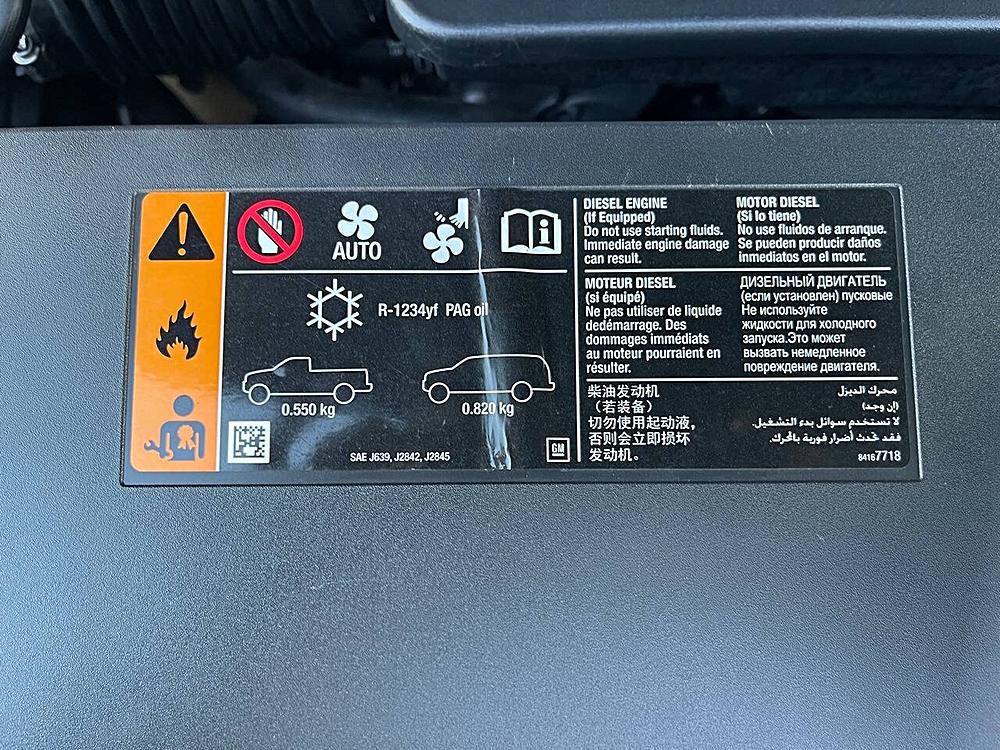 AUTO
R-1234yf PAG oil
0.550 kg
0.820 kg
SAE J639, J2842, J2845
GM
DIESEL ENGINE
(If Equipped)
Do not use starting fluids.
Immediate engine damage
can result.
MOTOR DIESEL
(Si lo tiene)
No use fluidos de arranque.
Se pueden producir daños
inmediatos en el motor.
MOTEUR DIESEL
(si équipé)
Ne pas utiliser de liquide
dedémarrage. Des
dommages immédiats
au moteur pourraient en
résulter.
ДИЗЕЛЬНЫЙ ДВИГАТЕЛЬ
(если установлен) пусковые
Не используйте
жидкости для холодного
запуска.Это может
вызвать немедленное
повреждение двигателя.
柴油发动机
（若装备）
切勿使用起动液，
否则会立即损坏
发动机。
محرك الديزل
(إن وجد)
لا تستخدم سوائل بدء التشغيل.
فقد تحدث أضرار فورية بالمحرك.
84167718